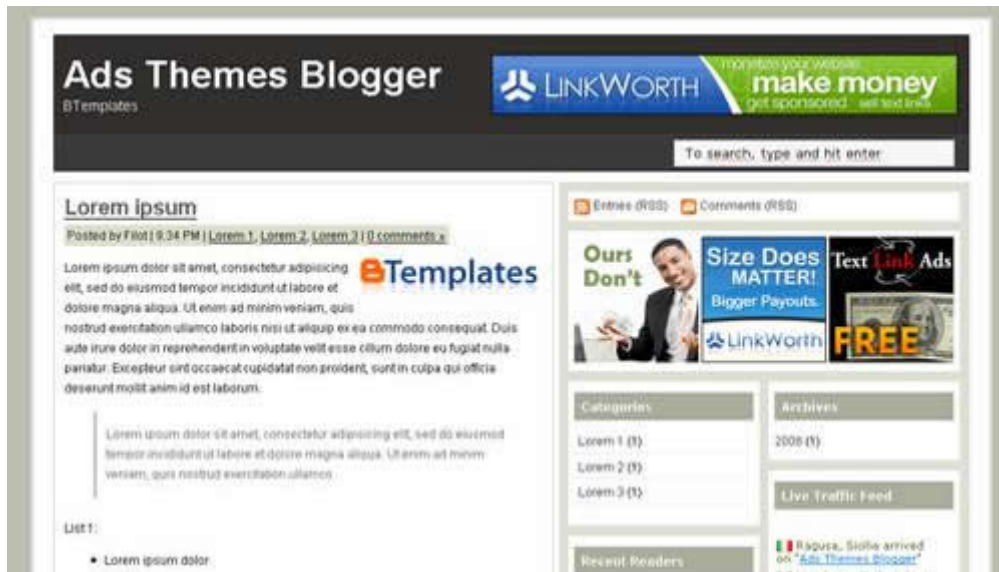 Ads Themes Blogger
BTemplates
LINKWORTH
monetize your website
make money
get sponsored sell text links
To search, type and hit enter
Lorem ipsum
Posted by Filot | 9:34 PM | Lorem 1, Lorem 2, Lorem 3 | 0 comments »
Lorem ipsum dolor sit amet, consectetur adipisicing
elit, sed do eiusmod tempor incididunt ut labore et
dolore magna aliqua. Ut enim ad minim veniam, quis
nostrud exercitation ullamco laboris nisi ut aliquip ex ea commodo consequat. Duis
aute irure dolor in reprehenderit in voluptate velit esse cillum dolore eu fugiat nulla
pariatur. Excepteur sint occaecat cupidatat non proident, sunt in culpa qui officia
deserunt mollit anim id est laborum.
BTemplates
Lorem ipsum dolor sit amet, consectetur adipisicing elit, sed do eiusmod
tempor incididunt ut labore et dolore magna aliqua. Ut enim ad minim
veniam, quis nostrud exercitation ullamco
List 1:
• Lorem ipsum dolor
Entries (RSS)
Comments (RSS)
Ours
Don't
Size Does
MATTER!
Bigger Payouts.
LinkWorth
Text Link Ads
FREE
Categories
Lorem 1 (1)
Lorem 2 (1)
Lorem 3 (1)
Recent Readers
Archives
2008 (1)
Live Traffic Feed
Ragusa, Sicilia arrived
on "Ads Themes Blogger"